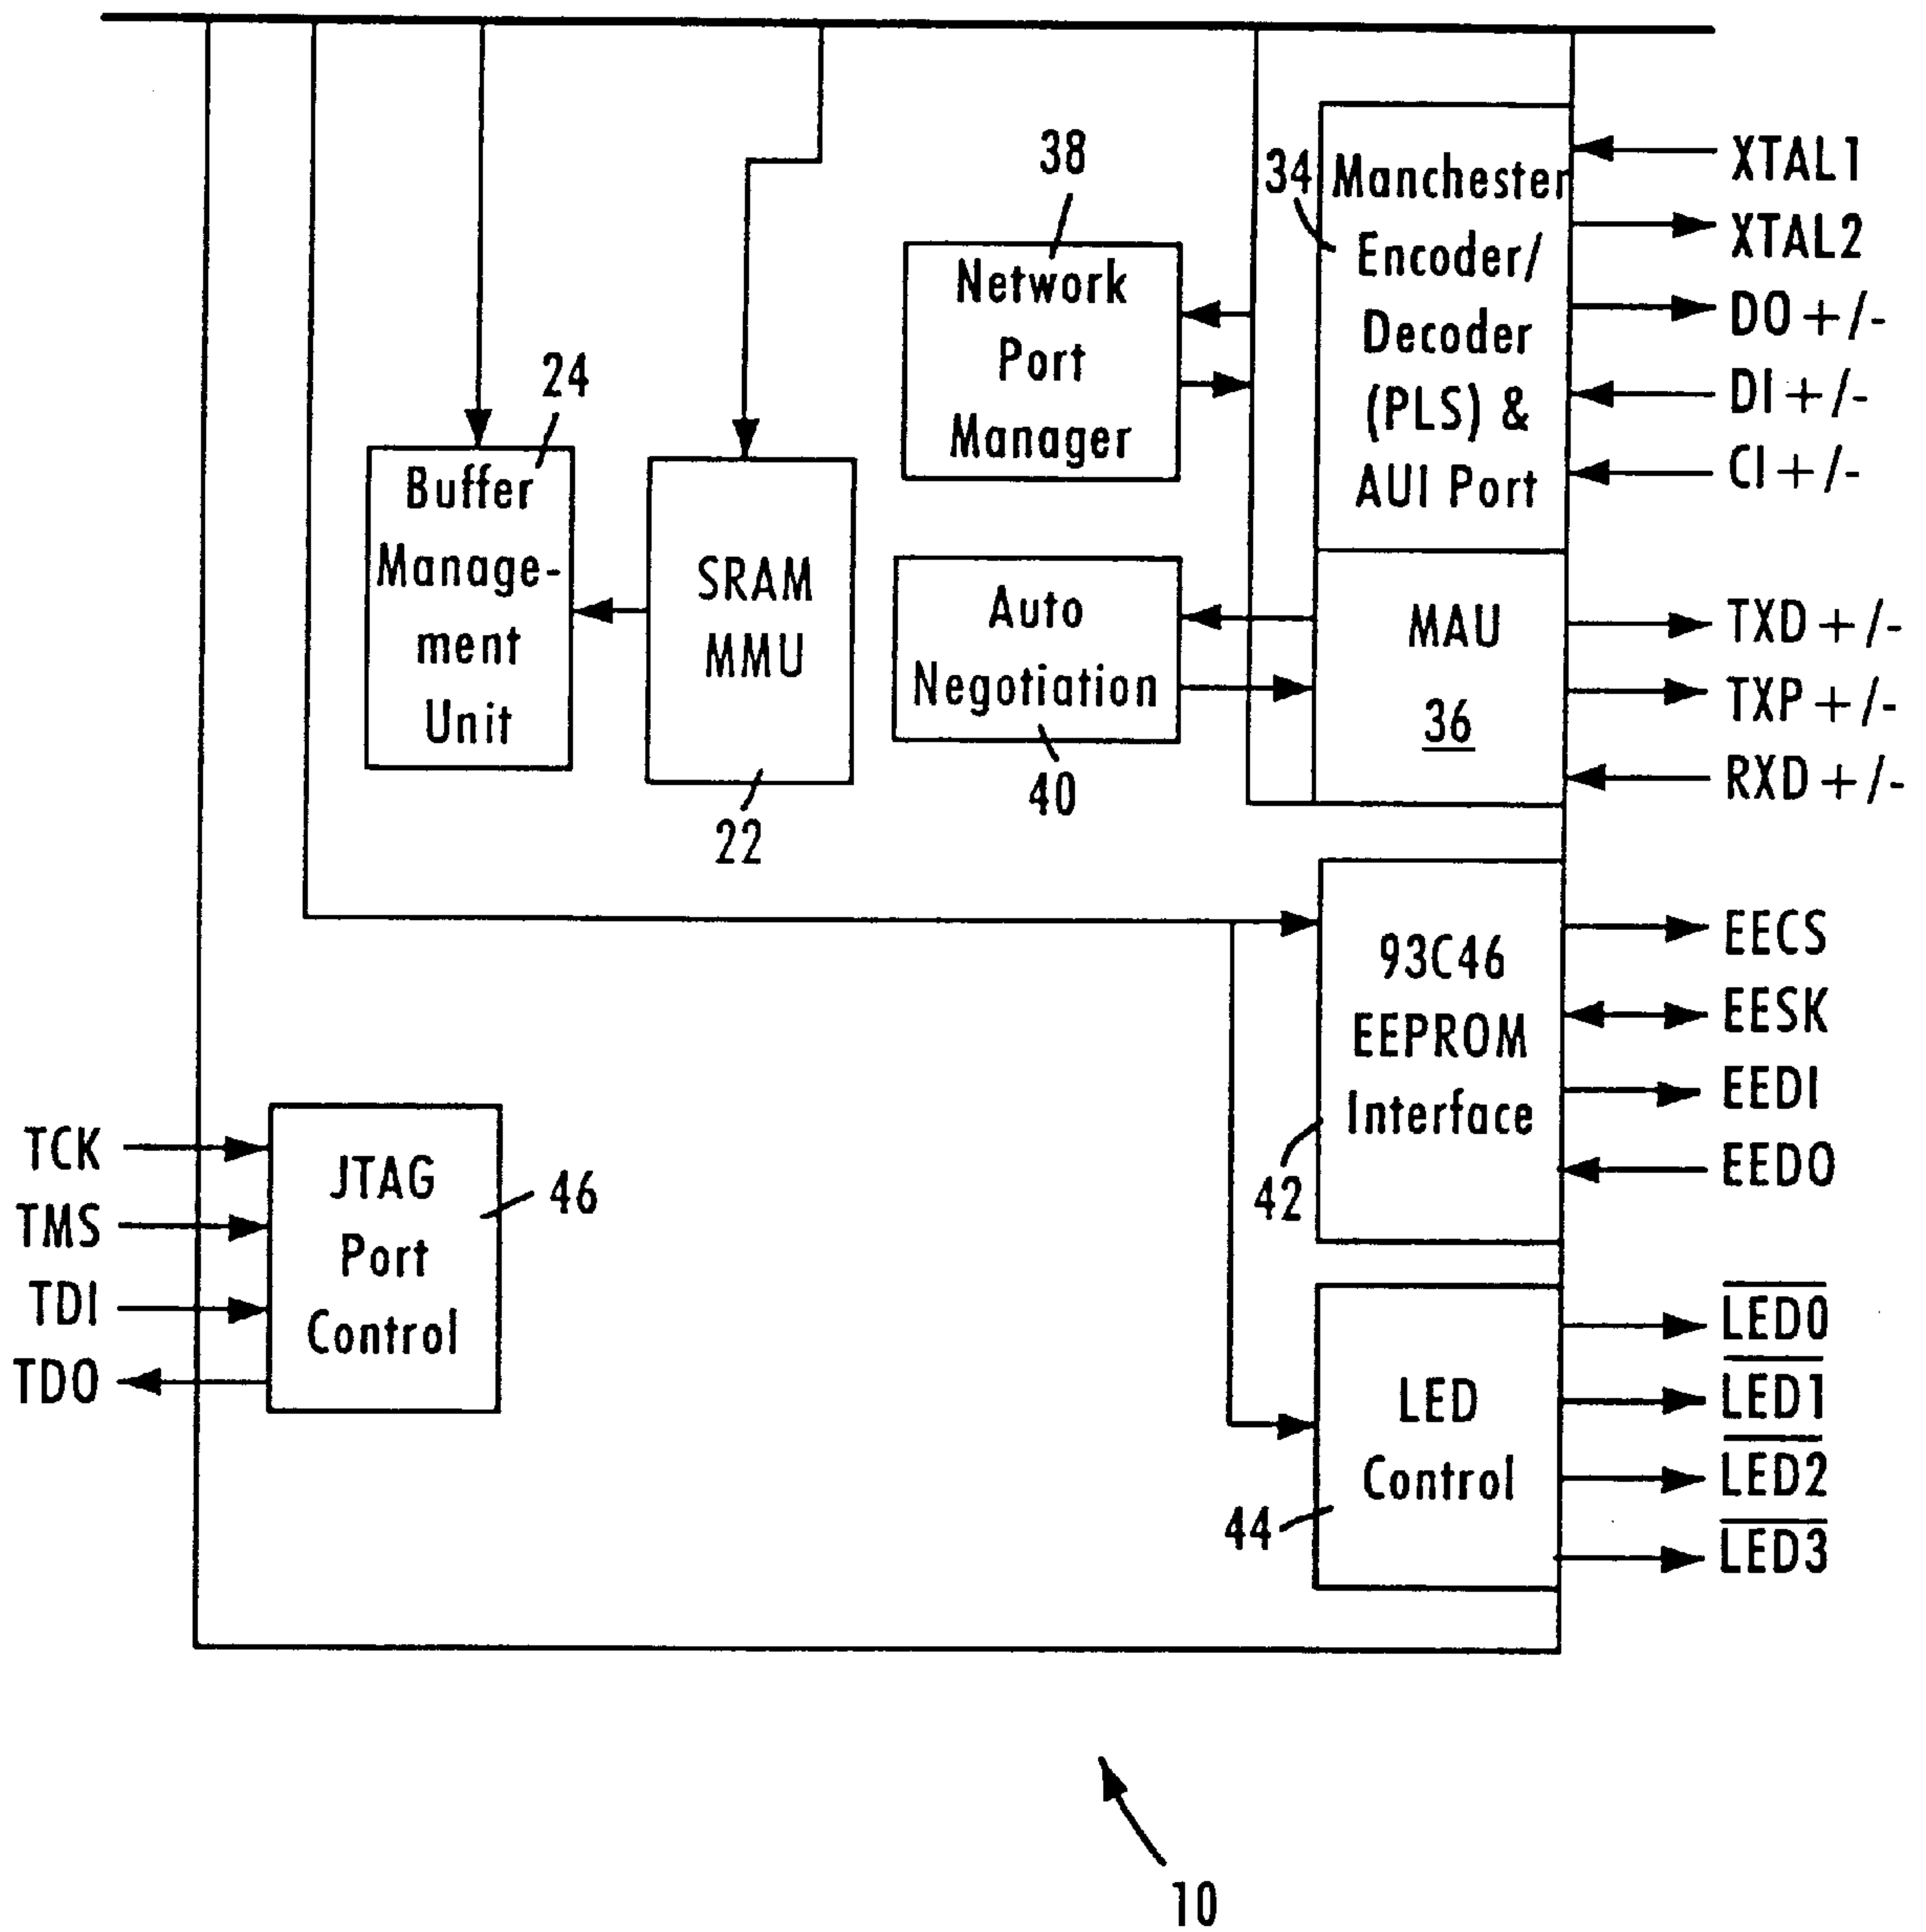 38
34
Manchester
Encoder/
Decoder
(PLS) &
AUI Port
XTAL1
XTAL2
DO +/-
DI +/-
CI +/-
Network
Port
Manager
24
Buffer
Manage-
ment
Unit
SRAM
MMU
22
Auto
Negotiation
40
MAU
36
TXD +/-
TXP +/-
RXD +/-
93C46
EEPROM
Interface
42
EECS
EESK
EEDI
EEDO
TCK
TMS
TDI
TDO
JTAG
Port
Control
46
LED
Control
44
LED0
LED1
LED2
LED3
10